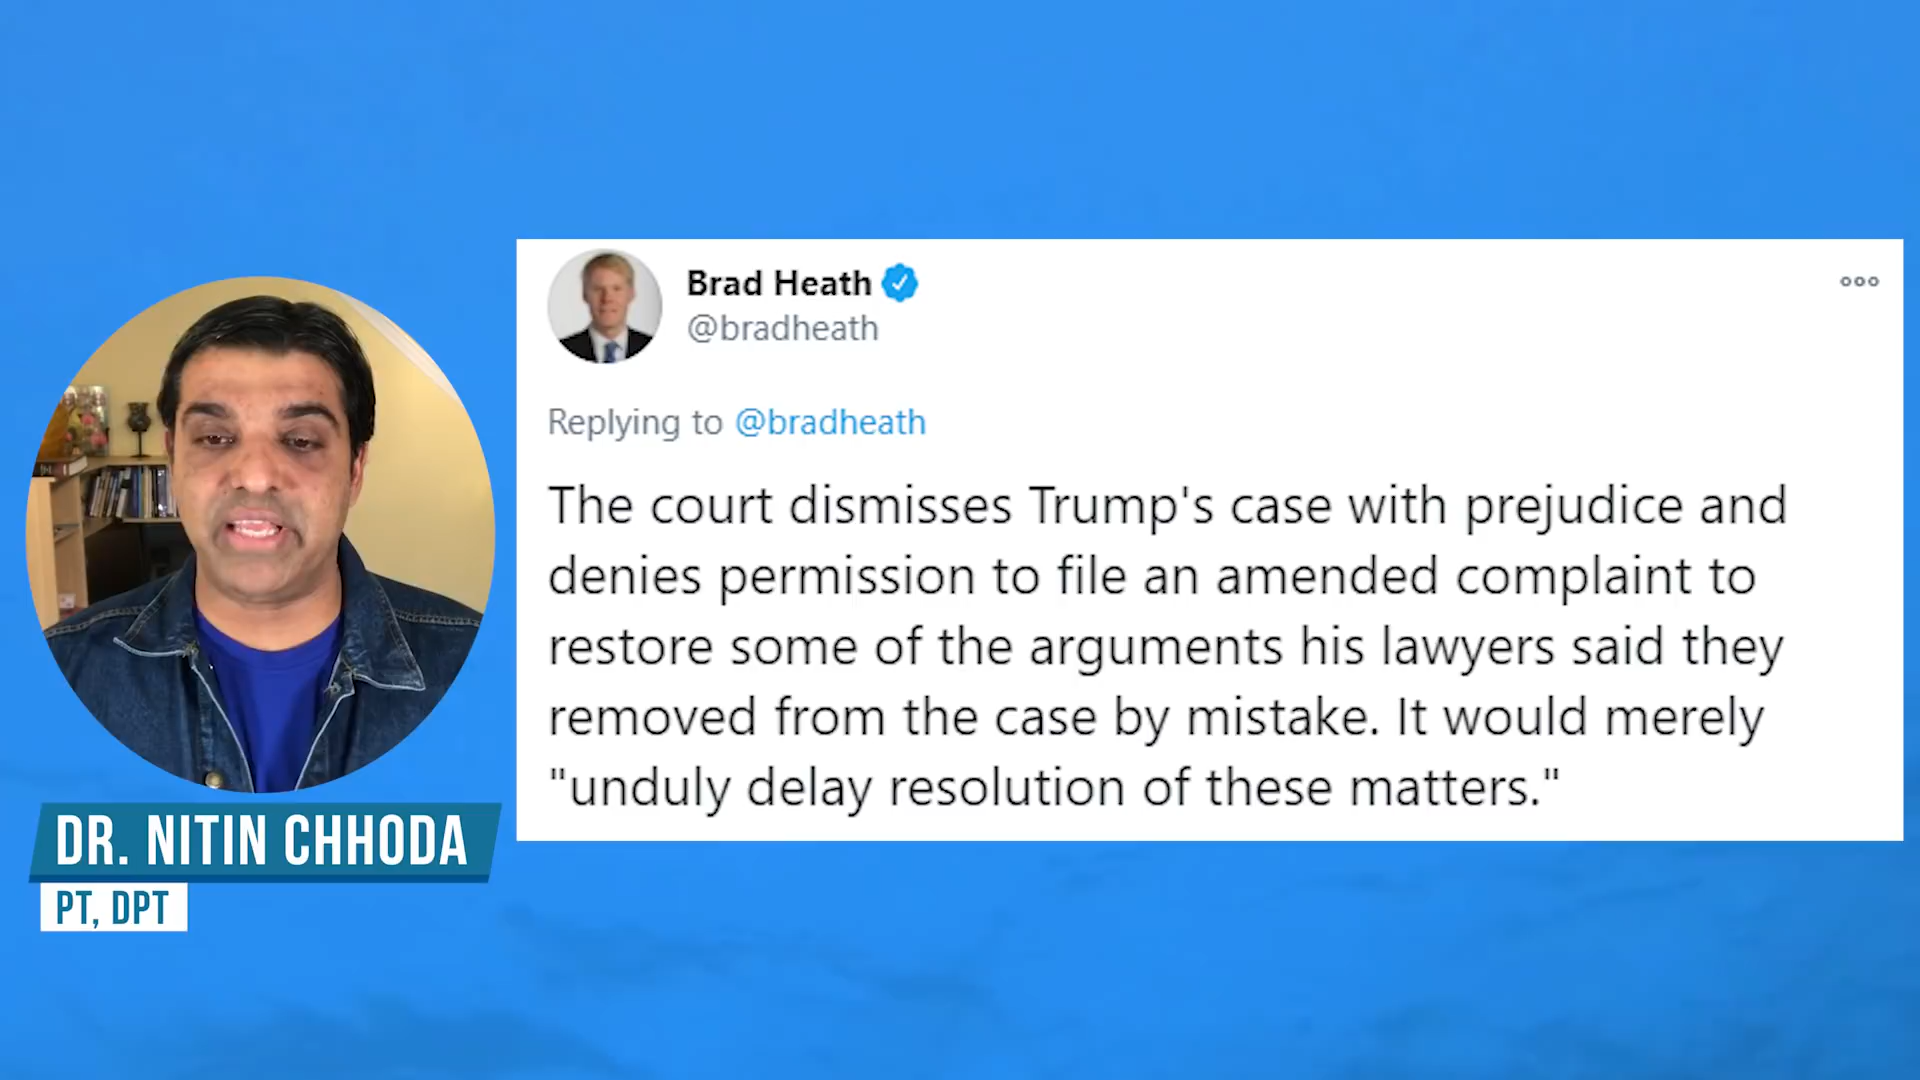 Brad Heath
@bradheath
Replying to @bradheath
The court dismisses Trump's case with prejudice and
denies permission to file an amended complaint to
restore some of the arguments his lawyers said they
removed from the case by mistake. It would merely
"unduly delay resolution of these matters."
DR. NITIN CHHODA
PT, DPT